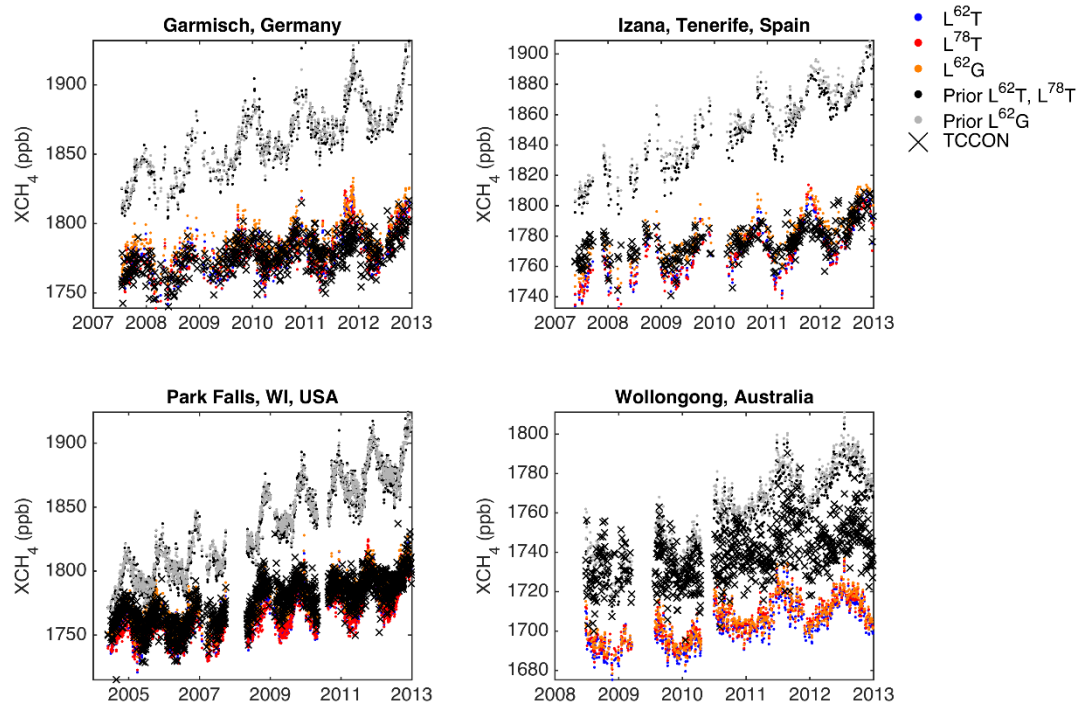 Garmisch, Germany
XCH₄ (ppb)
1900
1850
1800
1750
2007 2008 2009 2010 2011 2012 2013
Izana, Tenerife, Spain
XCH₄ (ppb)
1900
1880
1860
1840
1820
1800
1780
1760
1740
2007 2008 2009 2010 2011 2012 2013
L⁶²T
L⁷⁸T
L⁶²G
Prior L⁶²T, L⁷⁸T
Prior L⁶²G
TCCON
Park Falls, WI, USA
XCH₄ (ppb)
1900
1850
1800
1750
2005 2007 2009 2011 2013
Wollongong, Australia
XCH₄ (ppb)
1800
1780
1760
1740
1720
1700
1680
2008 2009 2010 2011 2012 2013